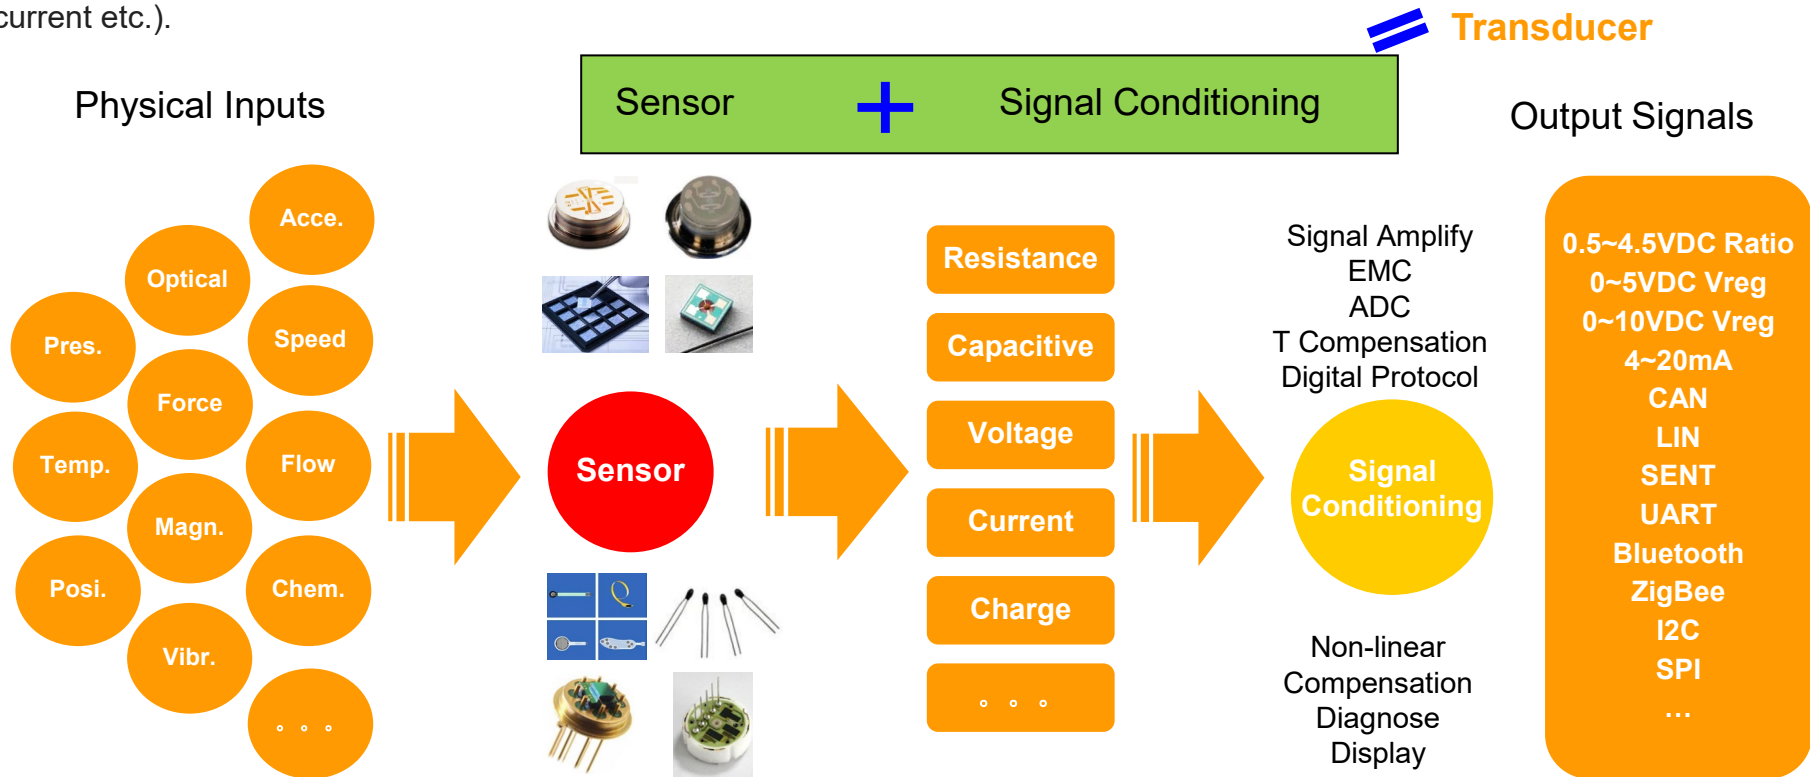 current etc.).
Transducer
Physical Inputs
Sensor
+
Signal Conditioning
Output Signals
Acce.
Optical
Speed
Pres.
Force
Temp.
Flow
Magn.
Posi.
Chem.
Vibr.
。。。
Sensor
Resistance
Capacitive
Voltage
Current
Charge
。。。
Signal Amplify
EMC
ADC
T Compensation
Digital Protocol
Signal
Conditioning
Non-linear
Compensation
Diagnose
Display
0.5~4.5VDC Ratio
0~5VDC Vreg
0~10VDC Vreg
4~20mA
CAN
LIN
SENT
UART
Bluetooth
ZigBee
I2C
SPI
...